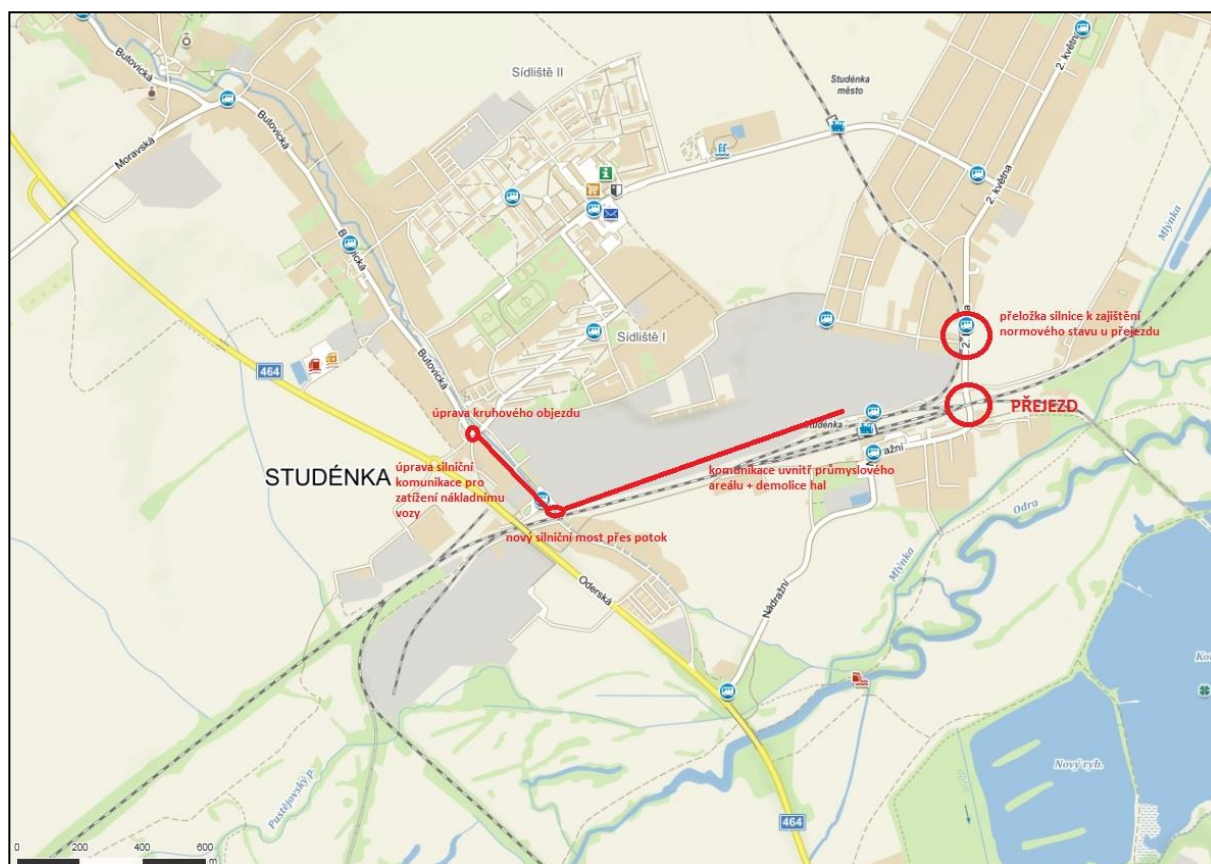 Butovická
Sídliště II
2. května
Studénka
město
Butovická
Moravská
Butovická
2. května
Mlýnka
Butovická
přeložka silnice k zajištění
normového stavu u přejezdu
Sídliště I
464
Butovická
úprava kruhového objezdu
PŘEJEZD
Studénka
Nádražní
STUDÉNKA
úprava silniční
komunikace pro
zatížení nákladnímu
vozy
komunikace uvnitř průmyslového
areálu + demolice hal
Odra
nový silniční most přes potok
Mlýnka
Oderská
Nádražní
Nový ryb.
Pustějovský p.
464
0 200 400 600
m